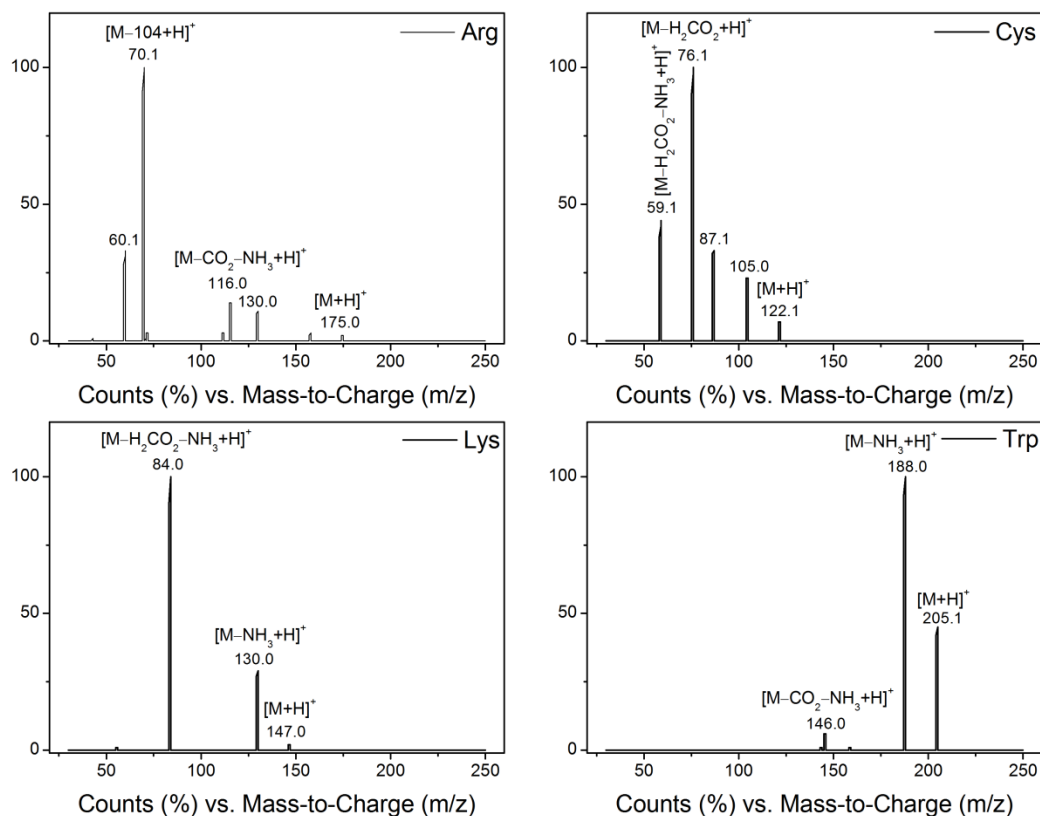 [M−104+H]⁺
70.1
Arg
100
50
0
60.1
[M−CO₂−NH₃+H]⁺
116.0
130.0
[M+H]⁺
175.0
50 100 150 200 250
Counts (%) vs. Mass-to-Charge (m/z)
[M−H₂CO₂+H]⁺
76.1
Cys
[M−H₂CO₂−NH₃+H]⁺
100
50
0
59.1
87.1
105.0
[M+H]⁺
122.1
50 100 150 200 250
Counts (%) vs. Mass-to-Charge (m/z)
[M−H₂CO₂−NH₃+H]⁺
84.0
Lys
100
50
0
[M−NH₃+H]⁺
130.0
[M+H]⁺
147.0
50 100 150 200 250
Counts (%) vs. Mass-to-Charge (m/z)
[M−NH₃+H]⁺
188.0
Trp
100
50
0
[M+H]⁺
205.1
[M−CO₂−NH₃+H]⁺
146.0
50 100 150 200 250
Counts (%) vs. Mass-to-Charge (m/z)